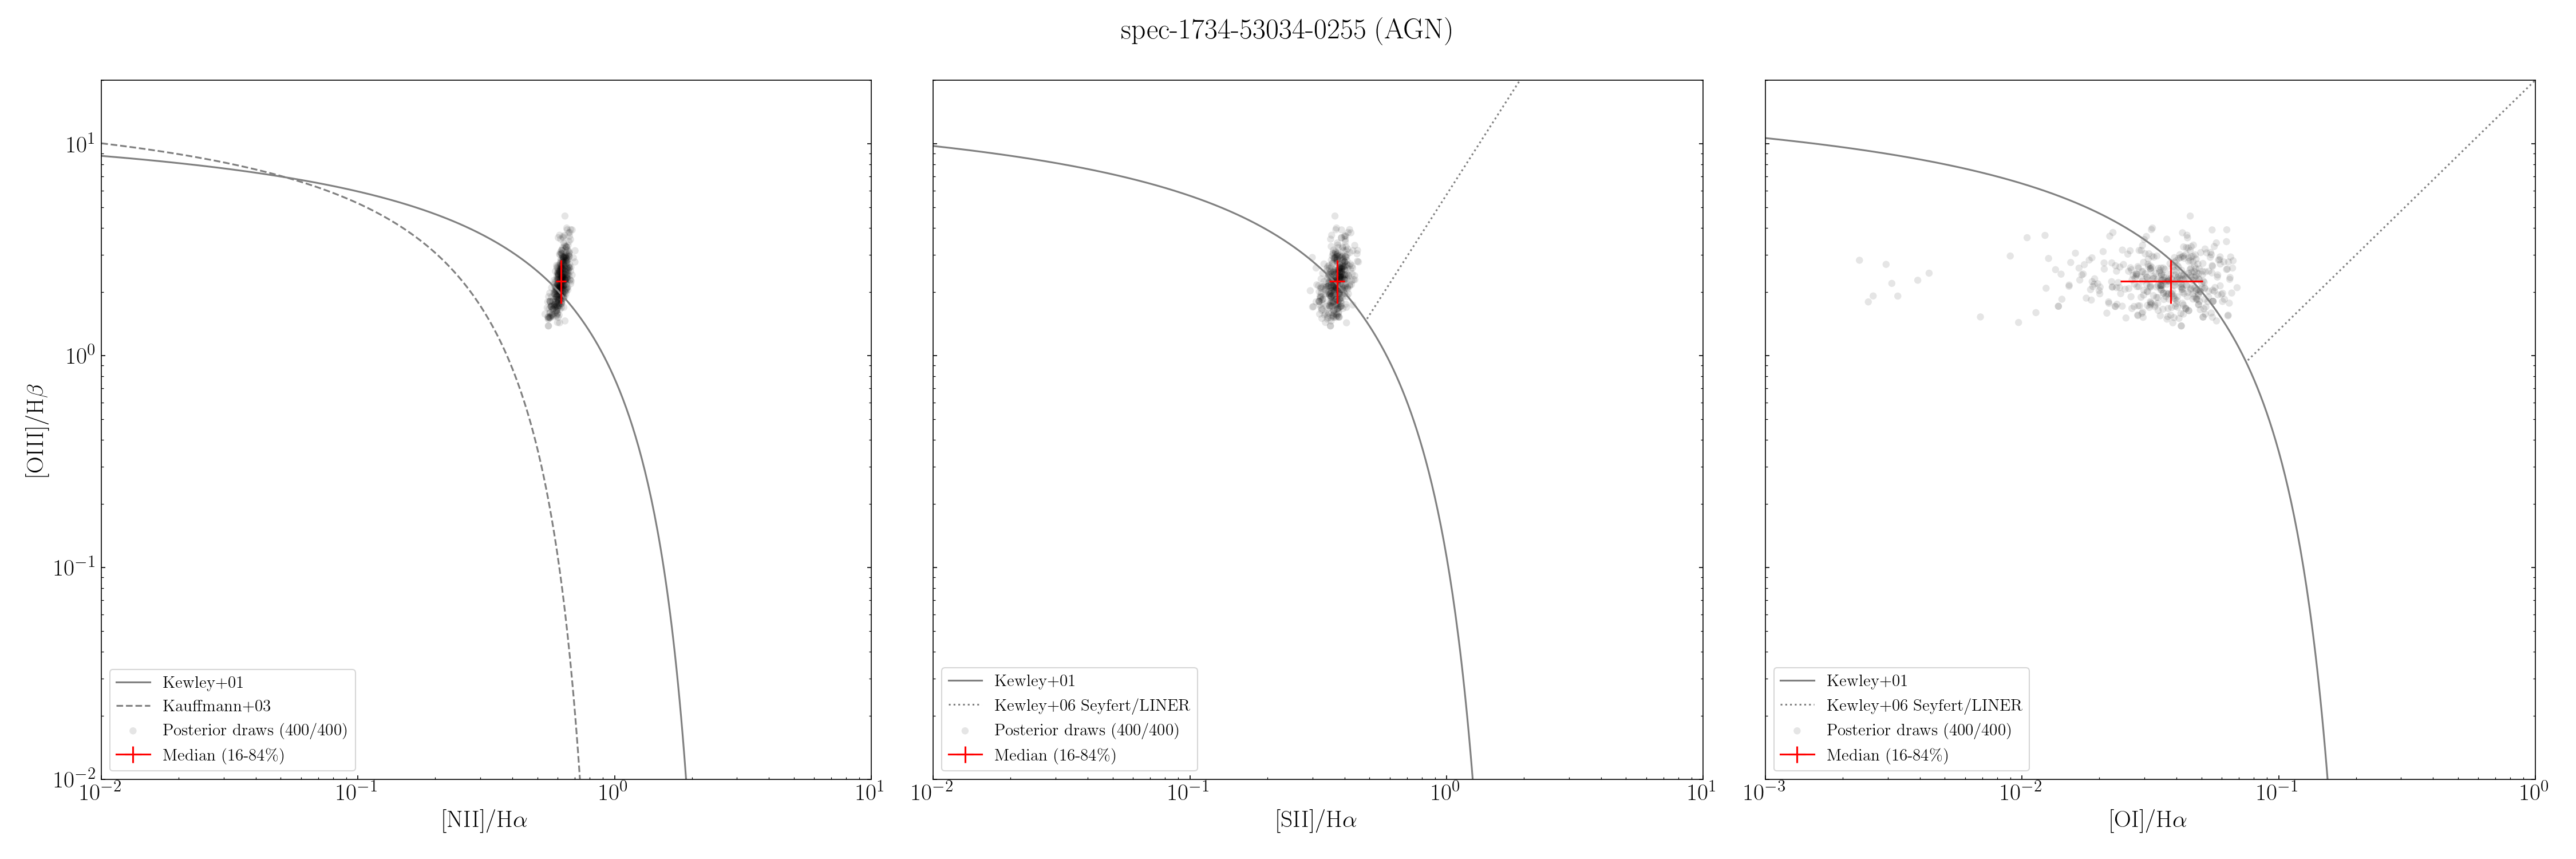 spec-1734-53034-0255 (AGN)
[OIII]/Hβ
10^1
10^0
10^-1
10^-2
Kewley+01
Kauffmann+03
Posterior draws (400/400)
Median (16-84%)
10^-2 10^-1 10^0 10^1
[NII]/Hα
Kewley+01
Kewley+06 Seyfert/LINER
Posterior draws (400/400)
Median (16-84%)
10^-2 10^-1 10^0 10^1
[SII]/Hα
Kewley+01
Kewley+06 Seyfert/LINER
Posterior draws (400/400)
Median (16-84%)
10^-3 10^-2 10^-1 10^0
[OI]/Hα